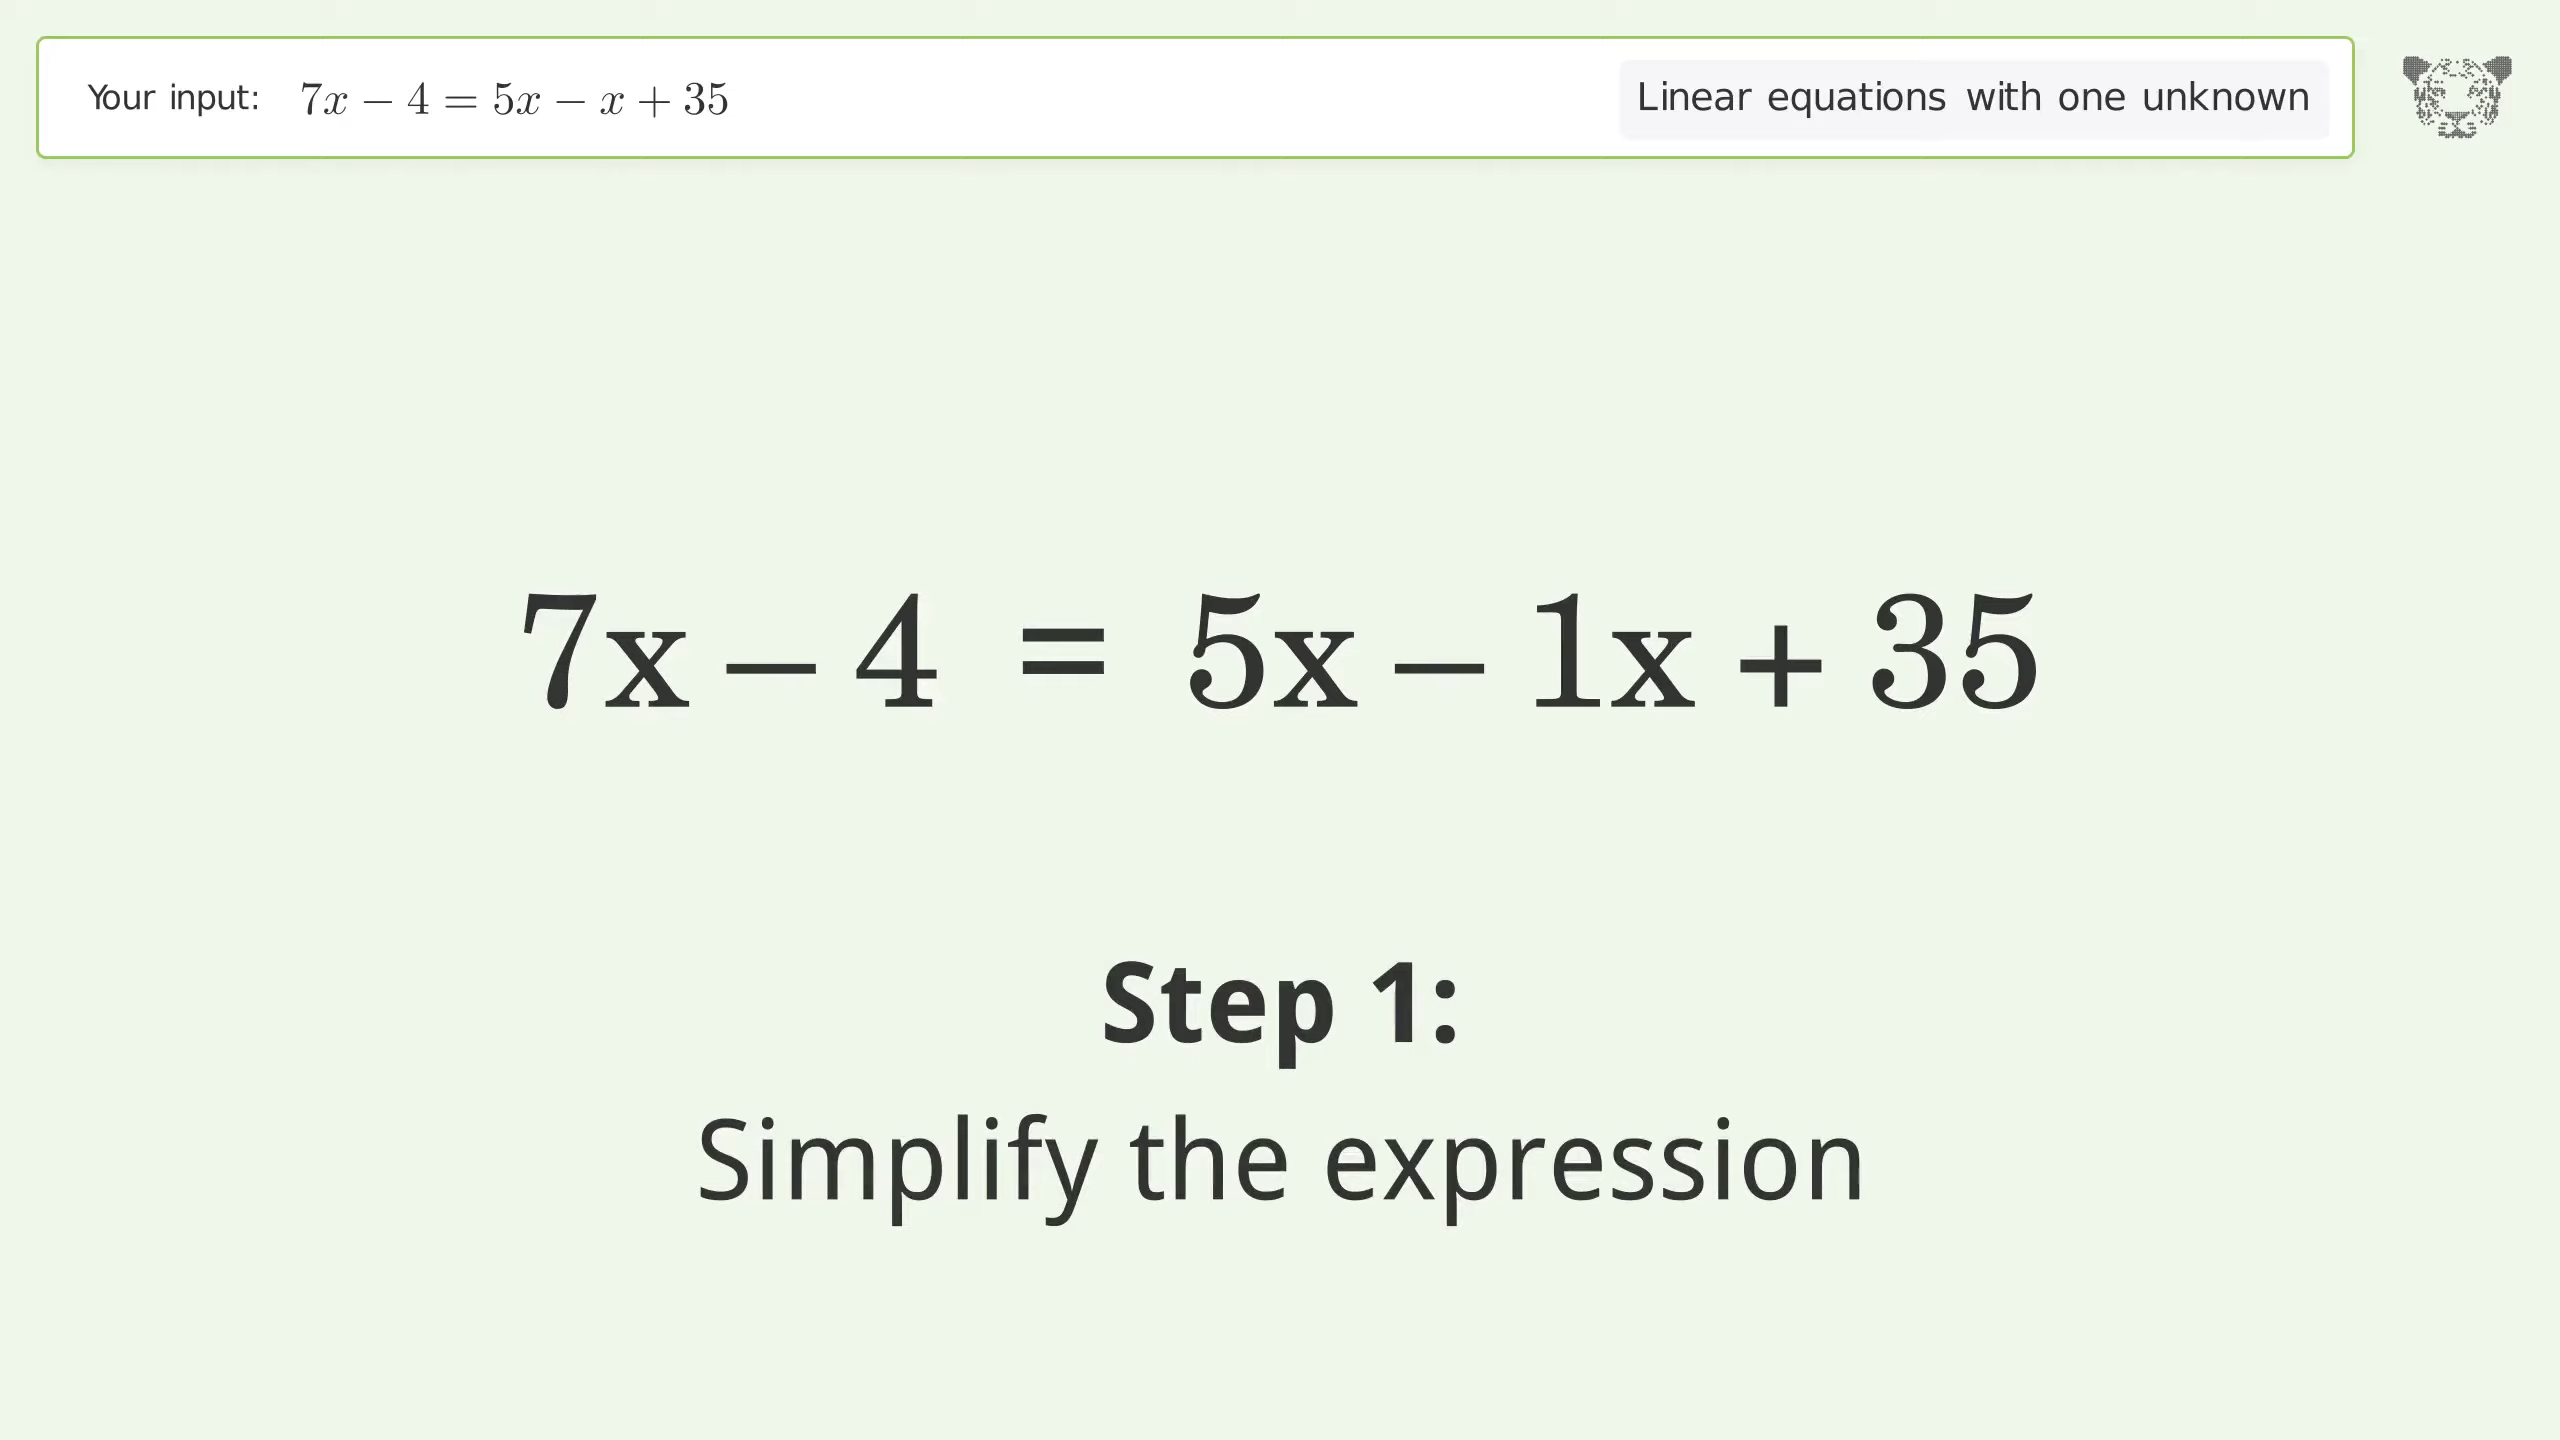 Your input: 7x − 4 = 5x − x + 35
Linear equations with one unknown
7x – 4 = 5x – 1x + 35
Step 1:
Simplify the expression